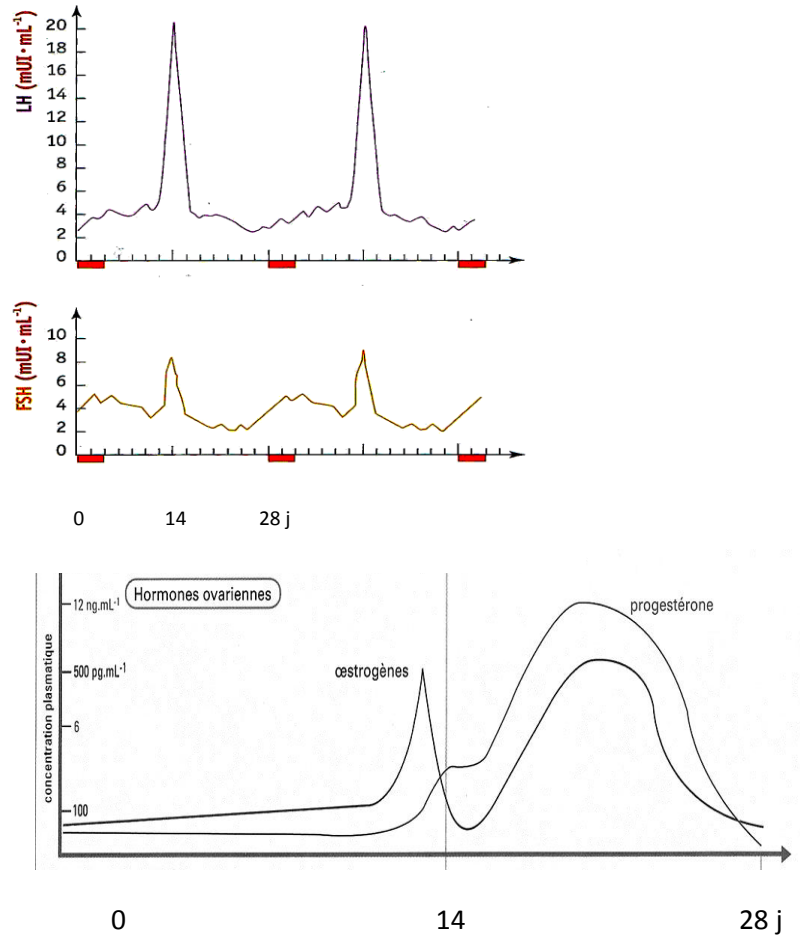 LH (mUI·mL⁻¹)
20
18
16
14
12
10
8
6
4
2
0
FSH (mUI·mL⁻¹)
10
8
6
4
2
0
0 14 28 j
Hormones ovariennes
concentration plasmatique
12 ng.mL⁻¹
500 pg.mL⁻¹
6
100
œstrogènes
progestérone
0 14 28 j